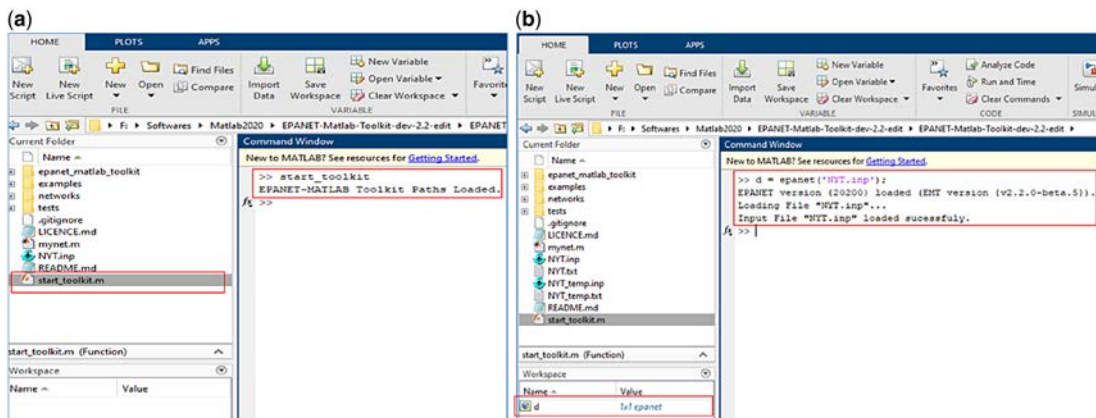 (a)
HOME PLOTS APPS
New Script
New Live Script
New
Open
Find Files
Compare
Import Data
Save Workspace
New Variable
Open Variable
Clear Workspace
Favorit
FILE VARIABLE
F: Softwares Matlab2020 EPANET-Matlab-Toolkit-dev-2.2-edit EPANET
Current Folder
Name
epanet_matlab_toolkit
examples
networks
tests
.gitignore
LICENCE.md
mynet.m
NYT.inp
README.md
start_toolkit.m
start_toolkit.m (Function)
Workspace
Name Value
Command Window
New to MATLAB? See resources for Getting Started.
>> start_toolkit
EPANET-MATLAB Toolkit Paths Loaded.
fx >>
(b)
HOME PLOTS APPS
New Script
New Live Script
New
Open
Find Files
Compare
Import Data
Save Workspace
New Variable
Open Variable
Clear Workspace
Favorites
Analyze Code
Run and Time
Clear Commands
Simul
FILE VARIABLE CODE SIMUL
F: Softwares Matlab2020 EPANET-Matlab-Toolkit-dev-2.2-edit
Current Folder
Name
epanet_matlab_toolkit
examples
networks
tests
.gitignore
LICENCE.md
mynet.m
NYT.inp
NYT.txt
NYT_temp.inp
NYT_temp.txt
README.md
start_toolkit.m
start_toolkit.m (Function)
Workspace
Name Value
d 1x1 epanet
Command Window
New to MATLAB? See resources for Getting Started.
>> d = epanet('NYT.inp');
EPANET version {20200} loaded (EMT version {v2.2.0-beta.5}).
Loading File "NYT.inp"...
Input File "NYT.inp" loaded sucessfuly.
fx >>